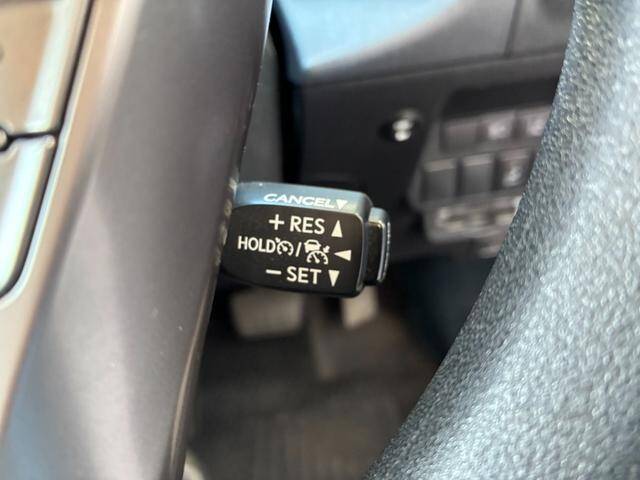 CANCEL▼
+ RES ▲
HOLD / ◄
− SET ▼